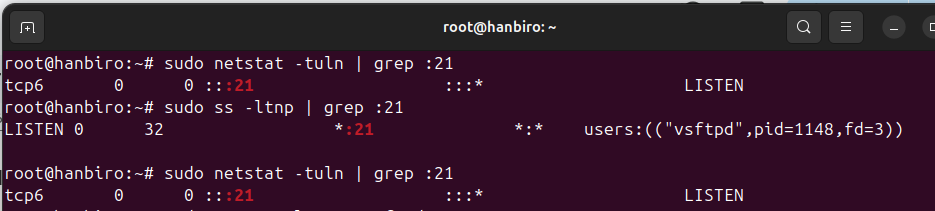 root@hanbiro: ~
root@hanbiro:~# sudo netstat -tuln | grep :21
tcp6       0      0 :::21                   :::*                    LISTEN
root@hanbiro:~# sudo ss -ltnp | grep :21
LISTEN 0      32                 *:21              *:*    users:(("vsftpd",pid=1148,fd=3))
root@hanbiro:~# sudo netstat -tuln | grep :21
tcp6       0      0 :::21                   :::*                    LISTEN